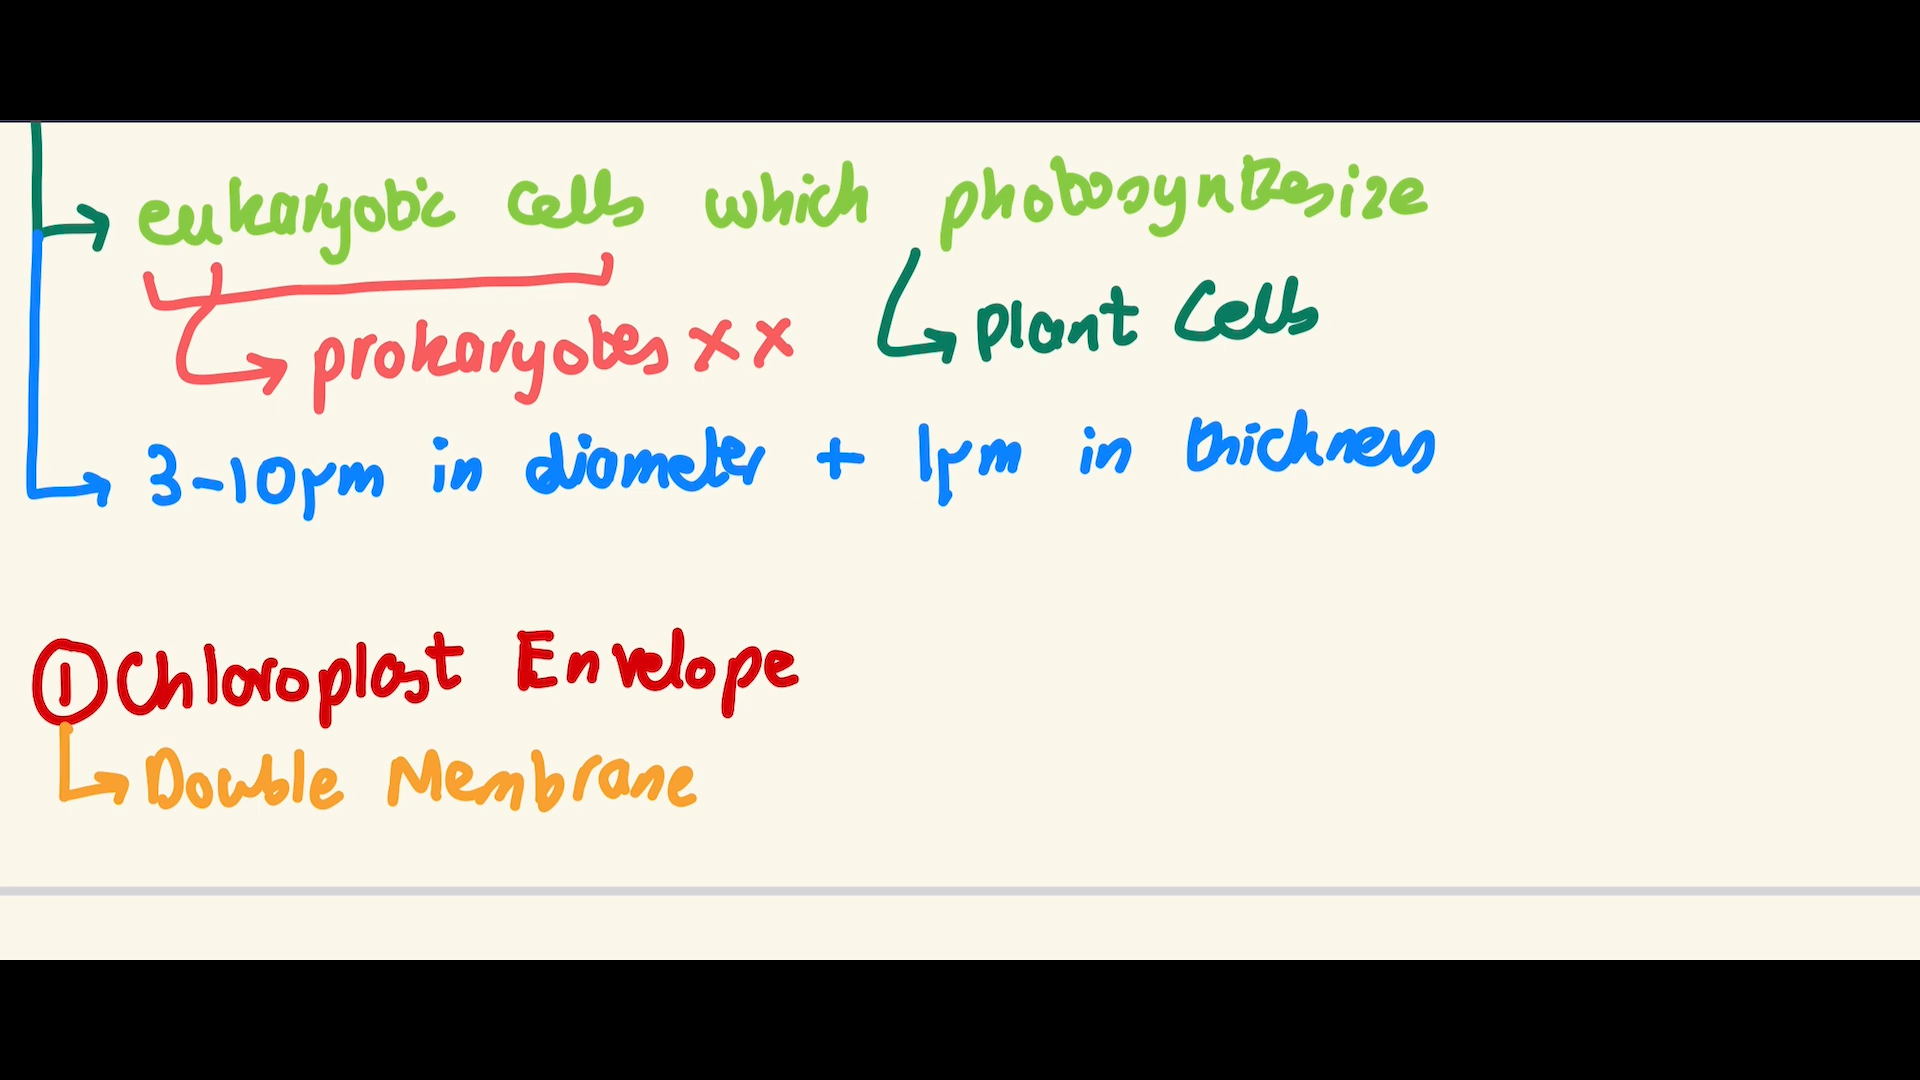 eukaryotic cells which photosynthesize
prokaryotes x x
plant cells
3-10μm in diameter + 1μm in thickness
① Chloroplast Envelope
Double Membrane